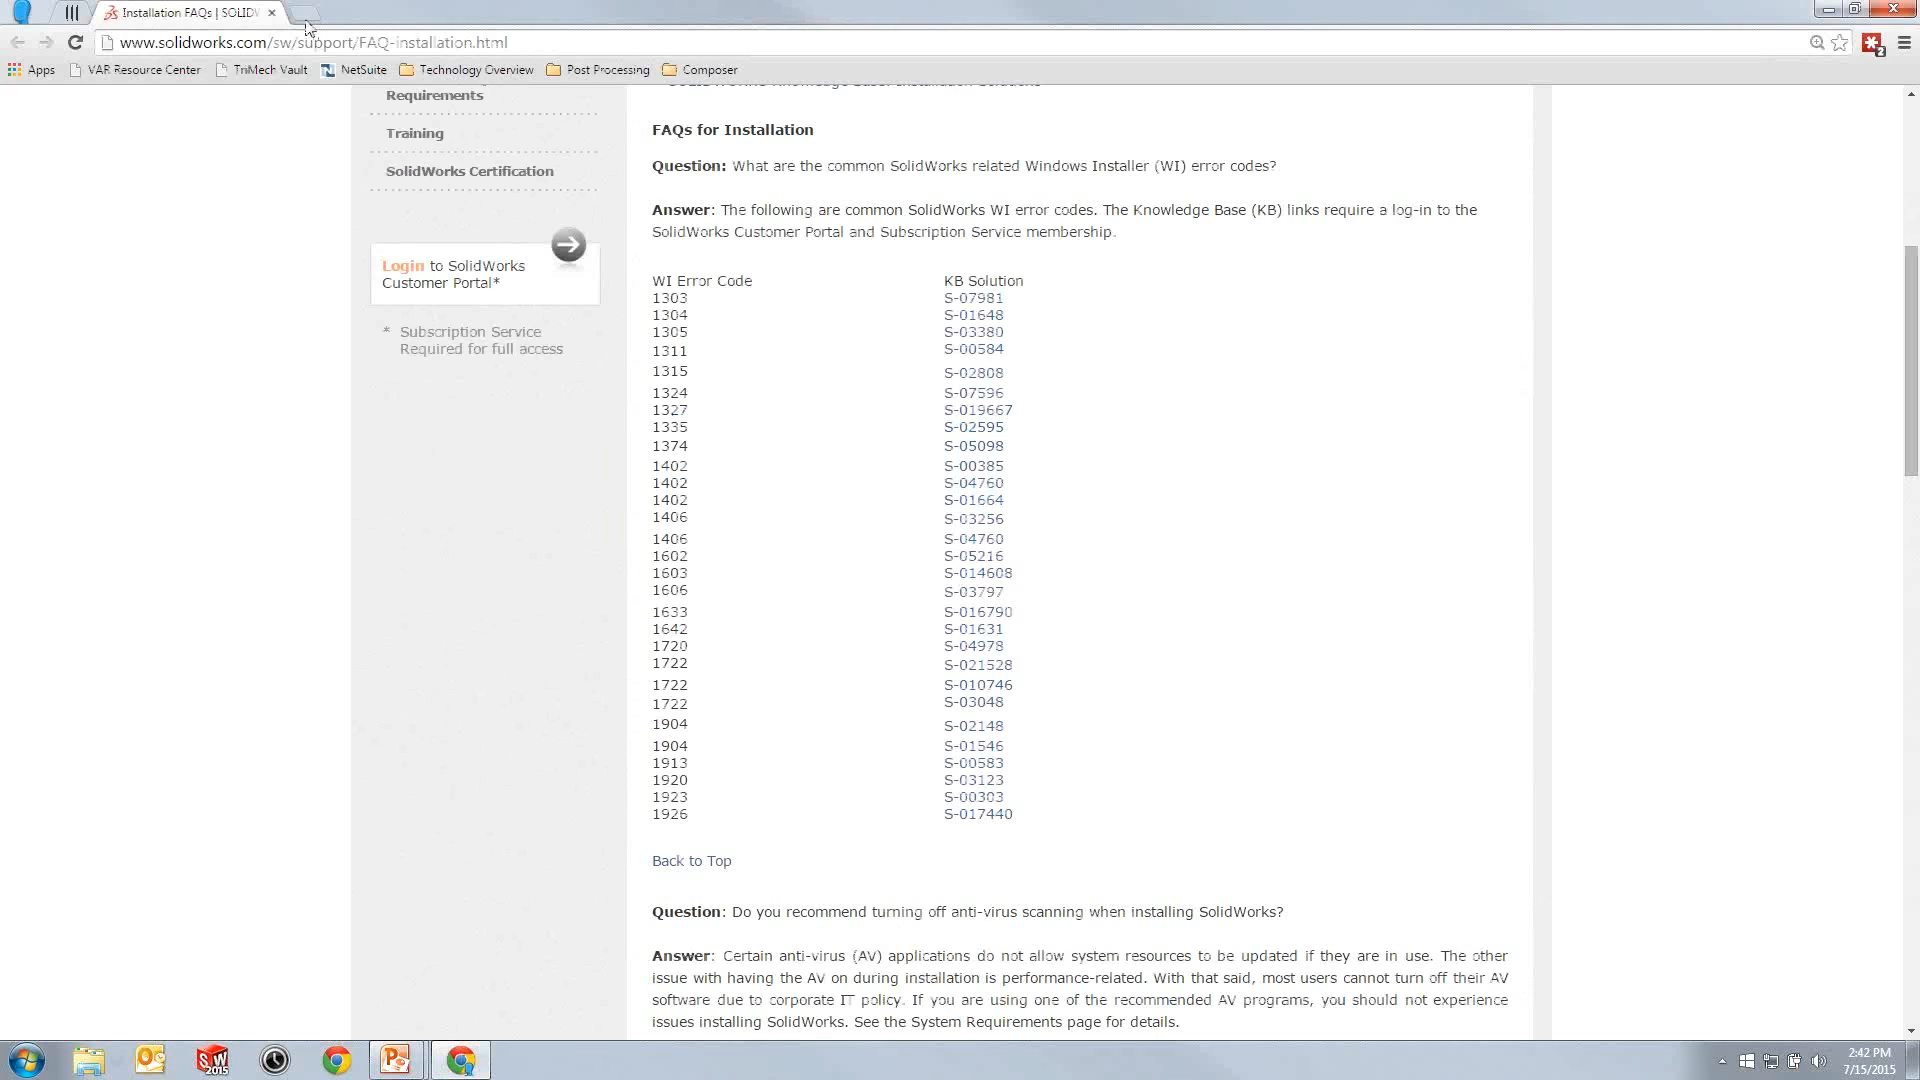 Installation FAQs | SOLIDW
www.solidworks.com/sw/support/FAQ-installation.html
Apps VAR Resource Center TriMech Vault NetSuite Technology Overview Post Processing Composer
Requirements
Training
SolidWorks Certification
Login to SolidWorks
Customer Portal*
* Subscription Service
Required for full access
SOLIDWORKS Knowledge Base: Installation Solutions
FAQs for Installation
Question: What are the common SolidWorks related Windows Installer (WI) error codes?
Answer: The following are common SolidWorks WI error codes. The Knowledge Base (KB) links require a log-in to the
SolidWorks Customer Portal and Subscription Service membership.
WI Error Code KB Solution
1303 S-07981
1304 S-01648
1305 S-03380
1311 S-00584
1315 S-02808
1324 S-07596
1327 S-019667
1335 S-02595
1374 S-05098
1402 S-00385
1402 S-04760
1402 S-01664
1406 S-03256
1406 S-04760
1602 S-05216
1603 S-014608
1606 S-03797
1633 S-016790
1642 S-01631
1720 S-04978
1722 S-021528
1722 S-010746
1722 S-03048
1904 S-02148
1904 S-01546
1913 S-00583
1920 S-03123
1923 S-00303
1926 S-017440
Back to Top
Question: Do you recommend turning off anti-virus scanning when installing SolidWorks?
Answer: Certain anti-virus (AV) applications do not allow system resources to be updated if they are in use. The other
issue with having the AV on during installation is performance-related. With that said, most users cannot turn off their AV
software due to corporate IT policy. If you are using one of the recommended AV programs, you should not experience
issues installing SolidWorks. See the System Requirements page for details.
SW
2015
2:42 PM
7/15/2015